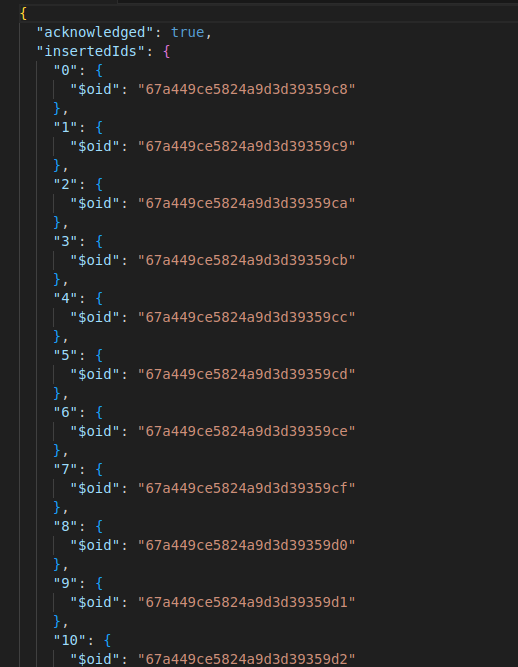 {
"acknowledged": true,
"insertedIds": {
"0": {
"$oid": "67a449ce5824a9d3d39359c8"
},
"1": {
"$oid": "67a449ce5824a9d3d39359c9"
},
"2": {
"$oid": "67a449ce5824a9d3d39359ca"
},
"3": {
"$oid": "67a449ce5824a9d3d39359cb"
},
"4": {
"$oid": "67a449ce5824a9d3d39359cc"
},
"5": {
"$oid": "67a449ce5824a9d3d39359cd"
},
"6": {
"$oid": "67a449ce5824a9d3d39359ce"
},
"7": {
"$oid": "67a449ce5824a9d3d39359cf"
},
"8": {
"$oid": "67a449ce5824a9d3d39359d0"
},
"9": {
"$oid": "67a449ce5824a9d3d39359d1"
},
"10": {
"$oid": "67a449ce5824a9d3d39359d2"